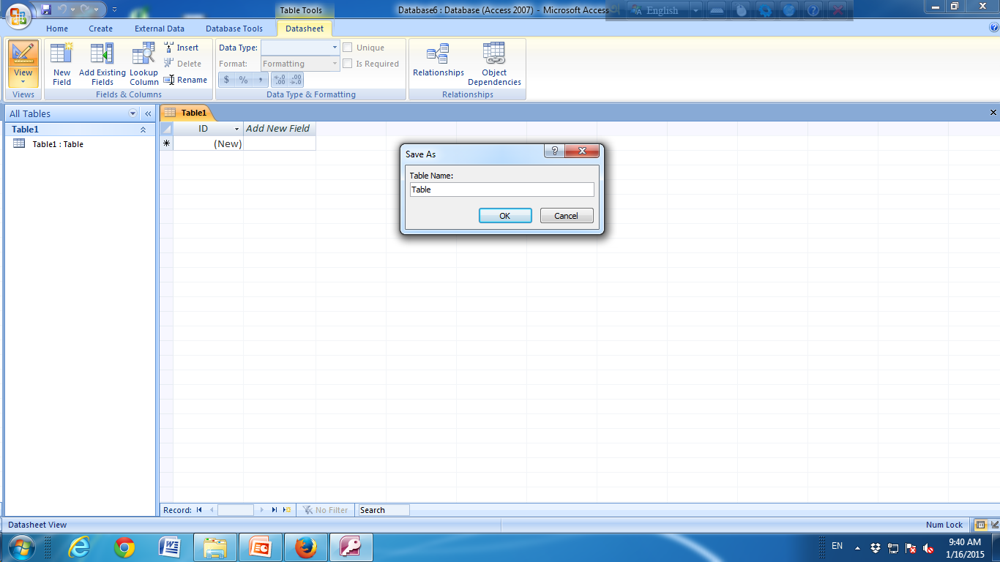 Table Tools
Database6 : Database (Access 2007) - Microsoft Access
English
Home
Create
External Data
Database Tools
Datasheet
View
Views
New Field
Add Existing Fields
Lookup Column
Insert
Delete
Rename
Fields & Columns
Data Type:
Format:
Formatting
$ % ,
Unique
Is Required
Data Type & Formatting
Relationships
Object Dependencies
Relationships
All Tables
Table1
Table1 : Table
Table1
ID
Add New Field
(New)
Save As
Table Name:
Table
OK
Cancel
Record:
No Filter
Search
Datasheet View
Num Lock
EN
9:40 AM
1/16/2015